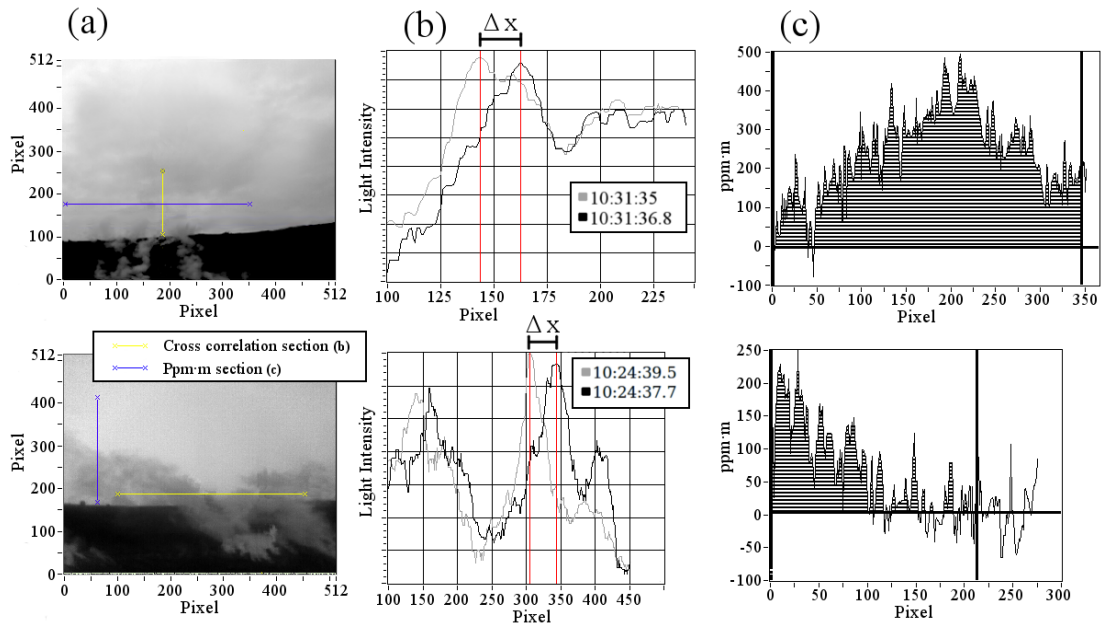 (a)
(b)
(c)
Δ x
512
400
300
200
100
0
Pixel
0 100 200 300 400 512
Pixel
Light Intensity
10:31:35
10:31:36.8
100 125 150 175 200 225
Pixel
500
400
300
200
100
0
-100
ppm·m
0 50 100 150 200 250 300 350
Pixel
Cross correlation section (b)
Ppm·m section (c)
512
400
300
200
100
0
Pixel
0 100 200 300 400 512
Pixel
Δ x
Light Intensity
10:24:39.5
10:24:37.7
100 150 200 250 300 350 400 450
Pixel
250
200
150
100
50
0
-50
-100
ppm·m
0 50 100 150 200 250 300
Pixel